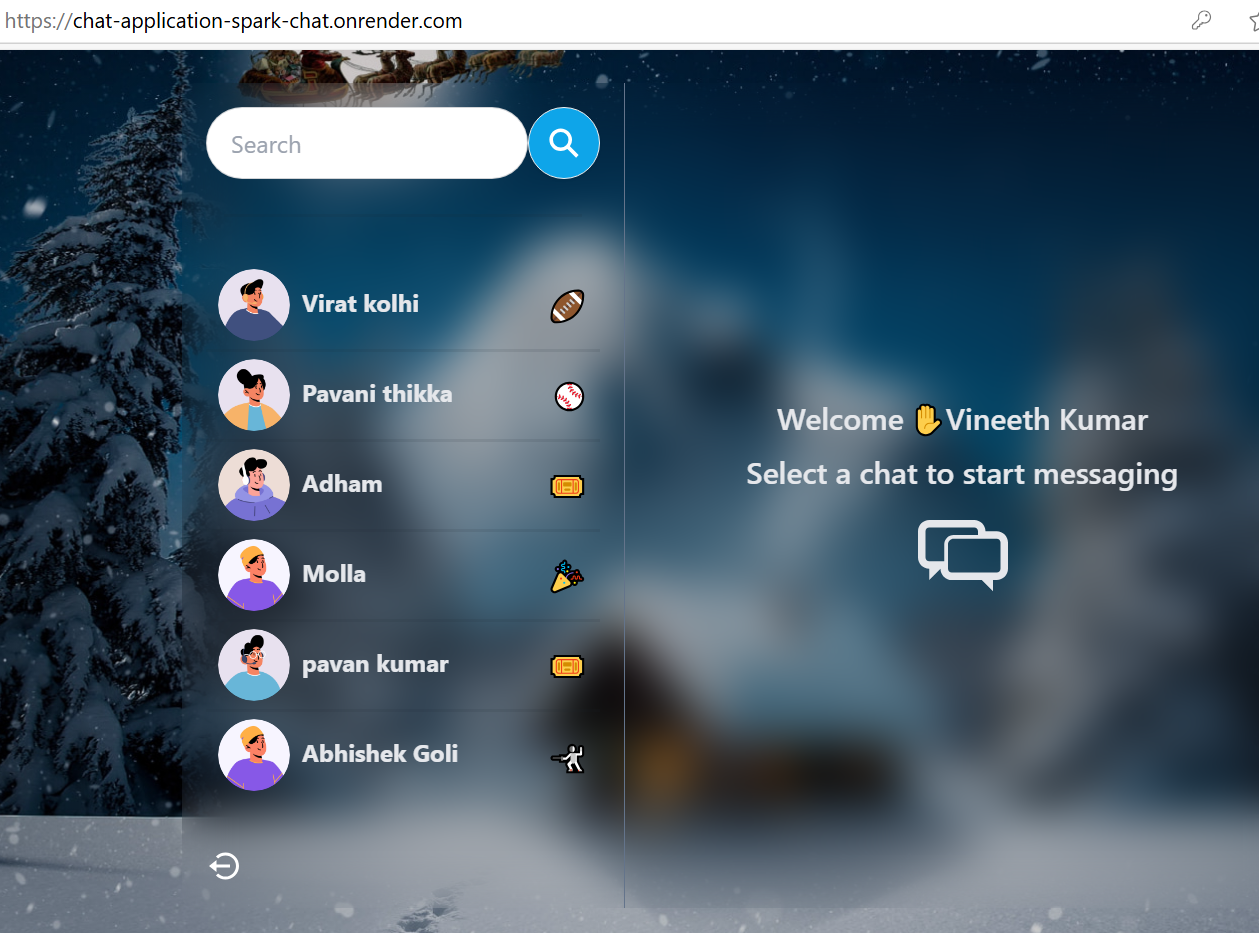 https://chat-application-spark-chat.onrender.com
Search
Virat kolhi
Pavani thikka
Adham
Molla
pavan kumar
Abhishek Goli
Welcome ✋Vineeth Kumar
Select a chat to start messaging